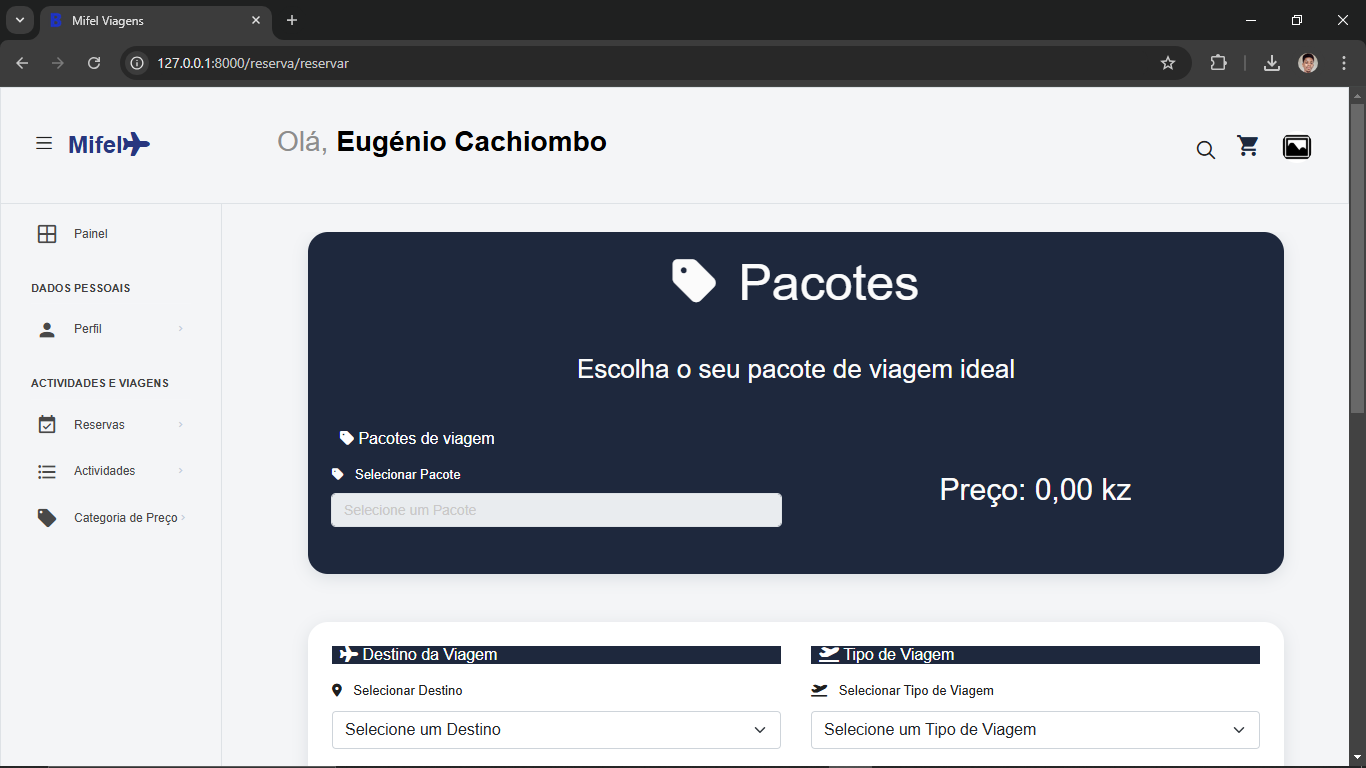 Mifel Viagens
127.0.0.1:8000/reserva/reservar
Mifel
Olá, Eugénio Cachiombo
Painel
DADOS PESSOAIS
Perfil
ACTIVIDADES E VIAGENS
Reservas
Actividades
Categoria de Preço
Pacotes
Escolha o seu pacote de viagem ideal
Pacotes de viagem
Selecionar Pacote
Selecione um Pacote
Preço: 0,00 kz
Destino da Viagem
Selecionar Destino
Selecione um Destino
Tipo de Viagem
Selecionar Tipo de Viagem
Selecione um Tipo de Viagem